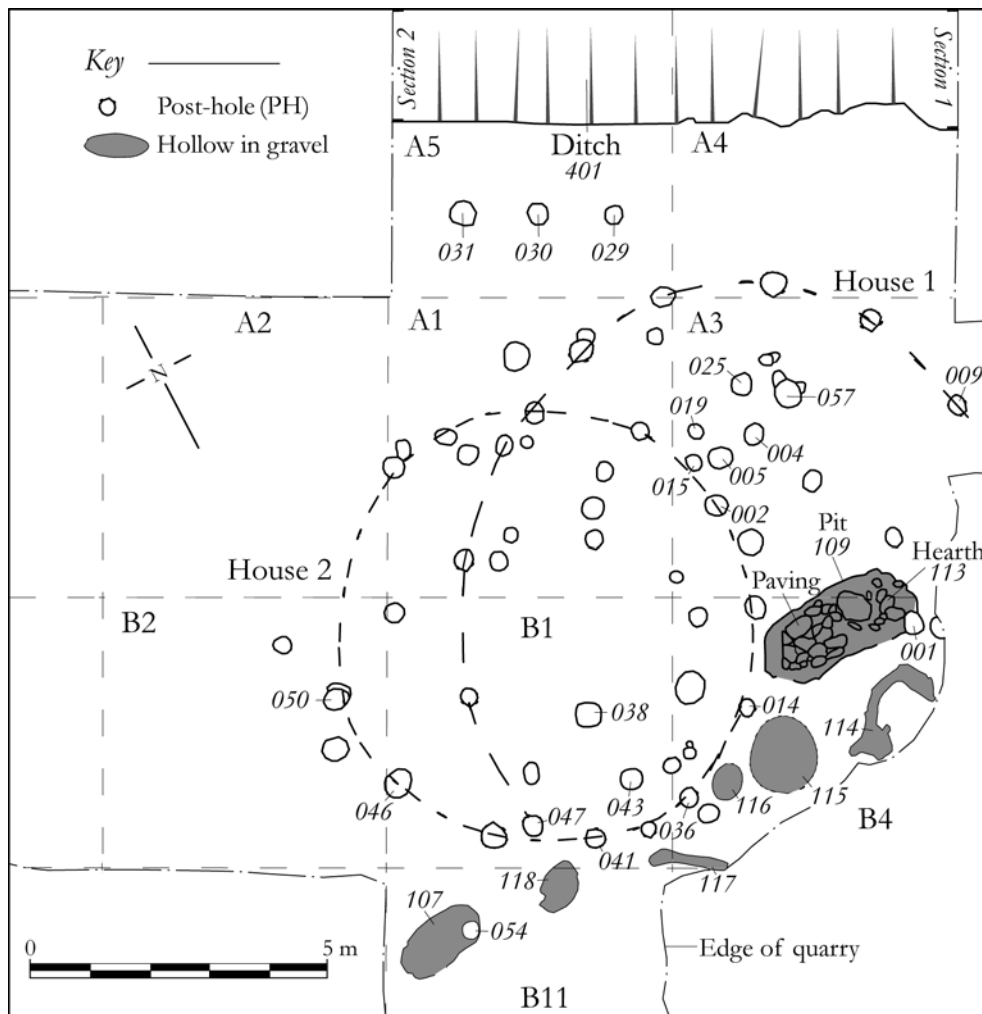 Key
Post-hole (PH)
Hollow in gravel
Section 2
Section 1
A5
Ditch
401
A4
031
030
029
House 1
A2
A1
A3
N
025
057
009
019
004
015
005
002
Pit
109
Hearth
113
Paving
House 2
B2
B1
001
050
038
014
114
046
047
043
036
116
115
B4
041
117
118
107
054
0
5 m
Edge of quarry
B11